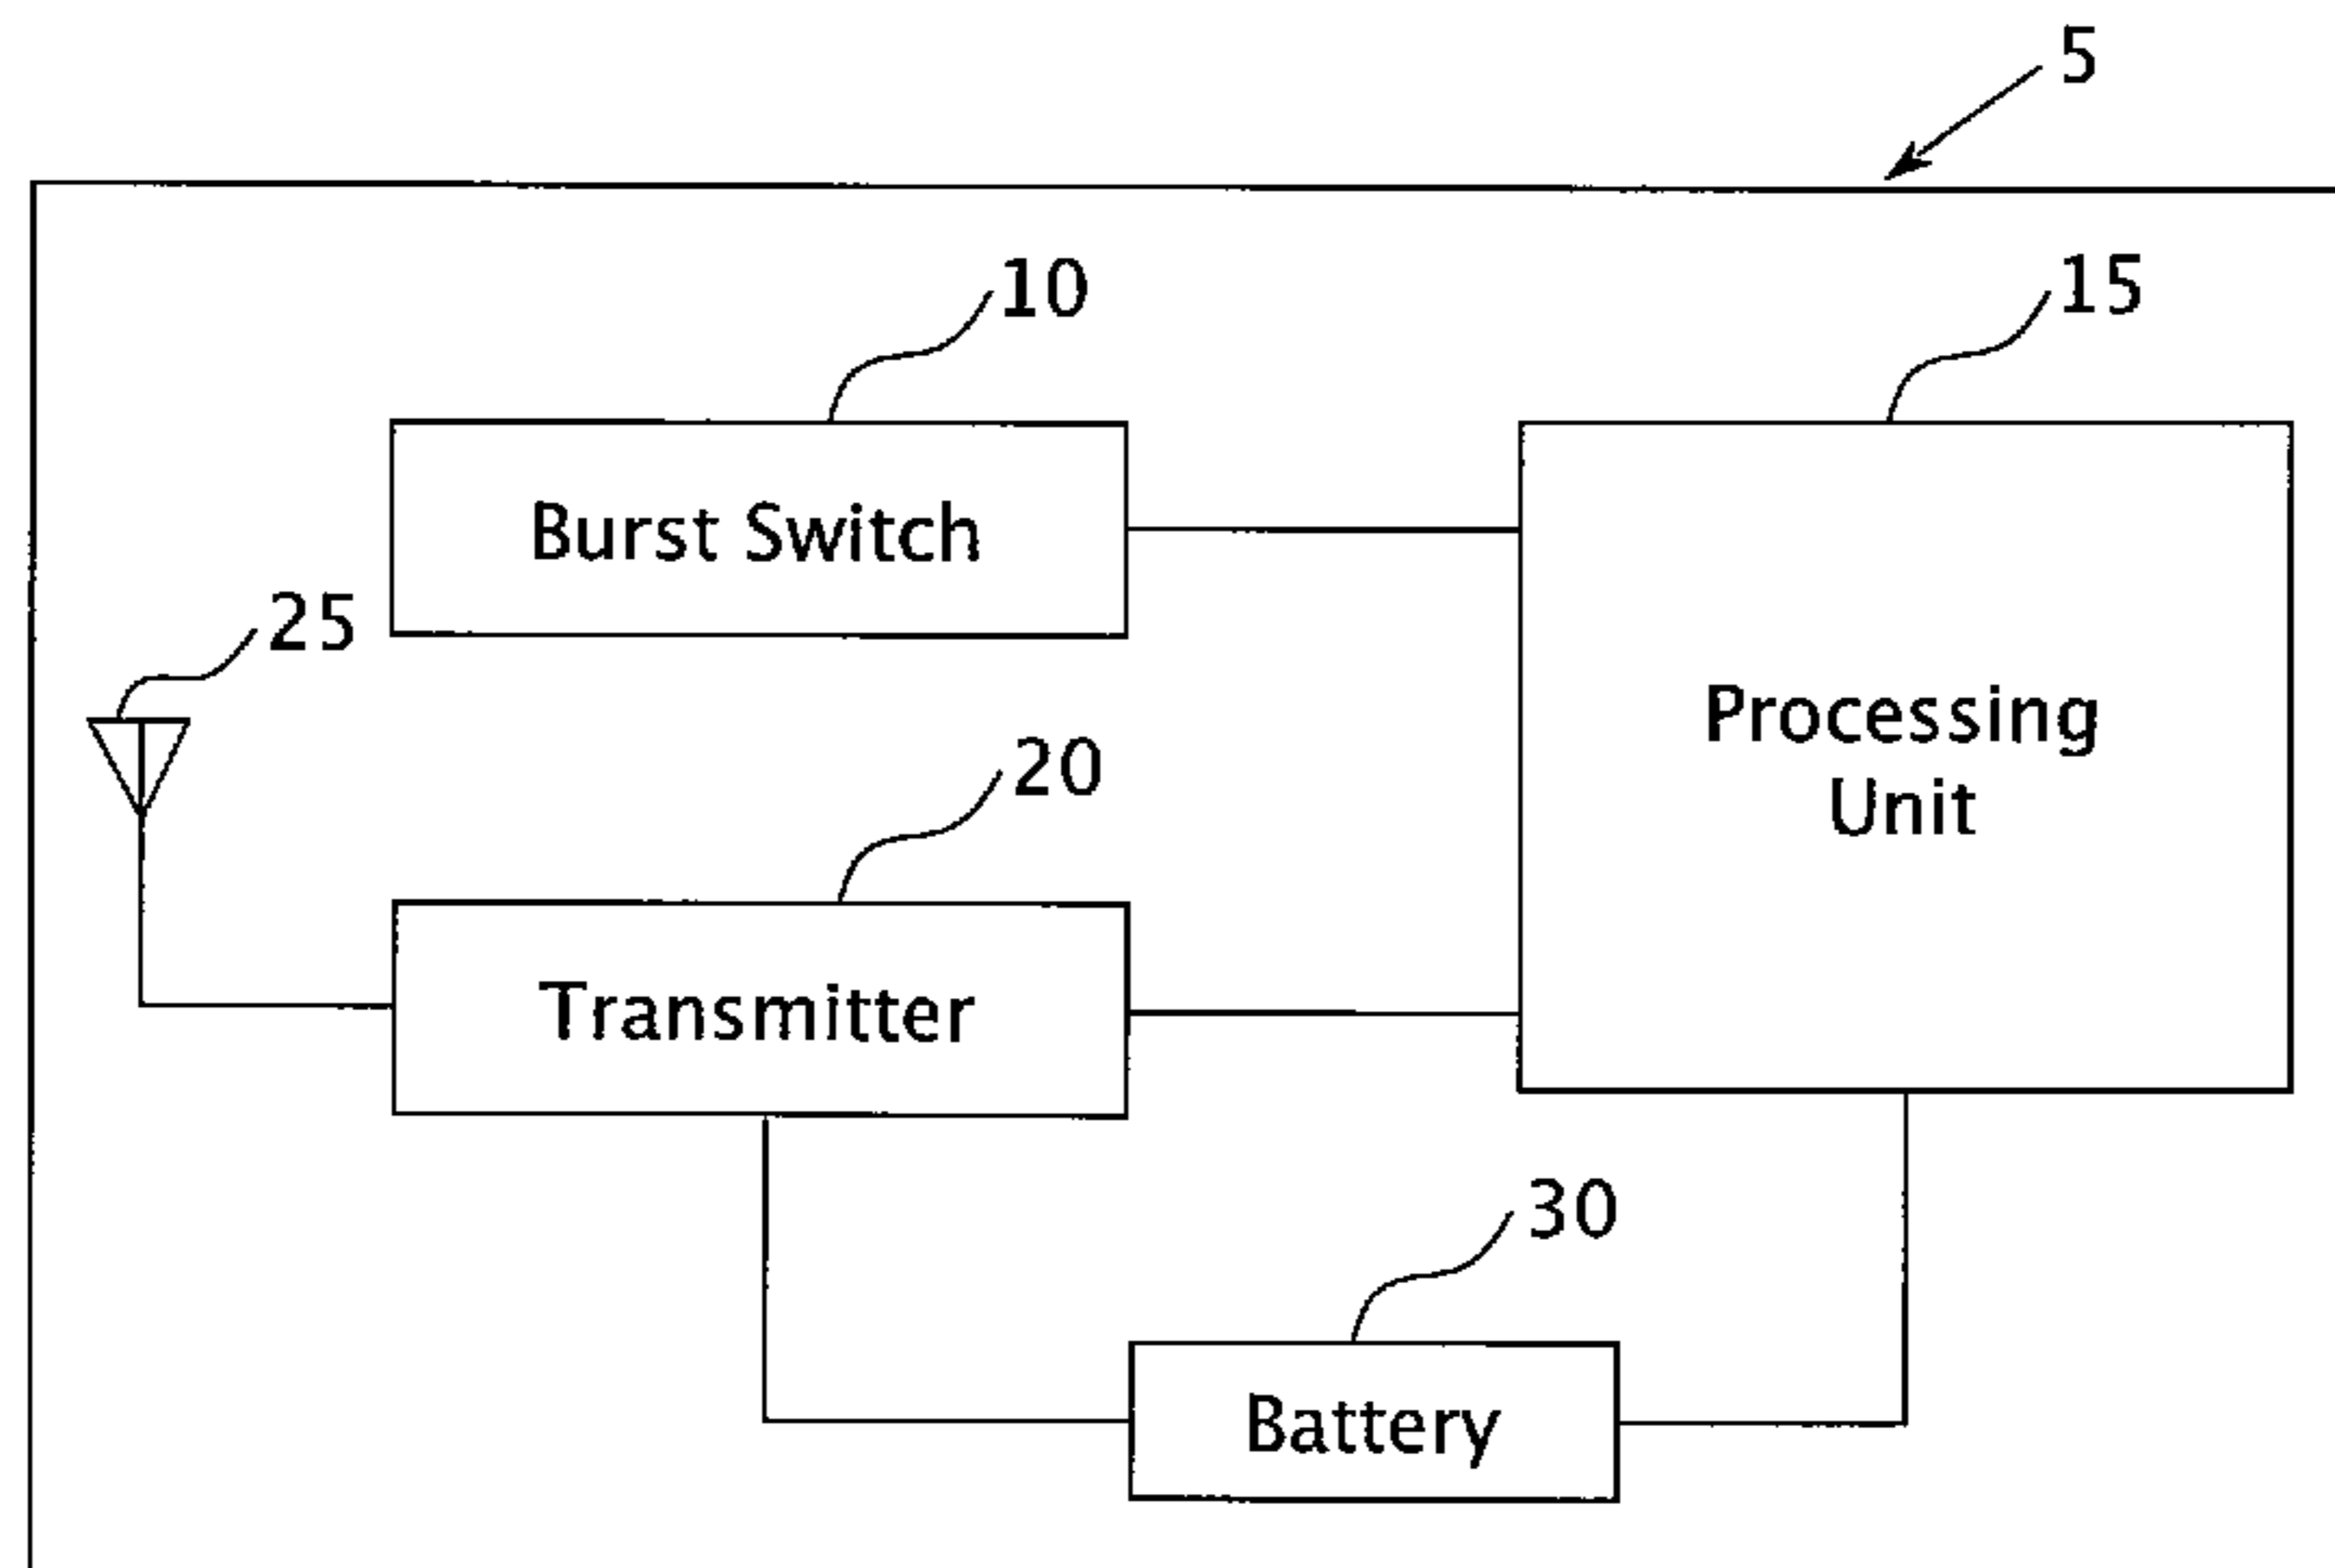 5
10
15
Burst Switch
25
Processing
Unit
20
Transmitter
30
Battery